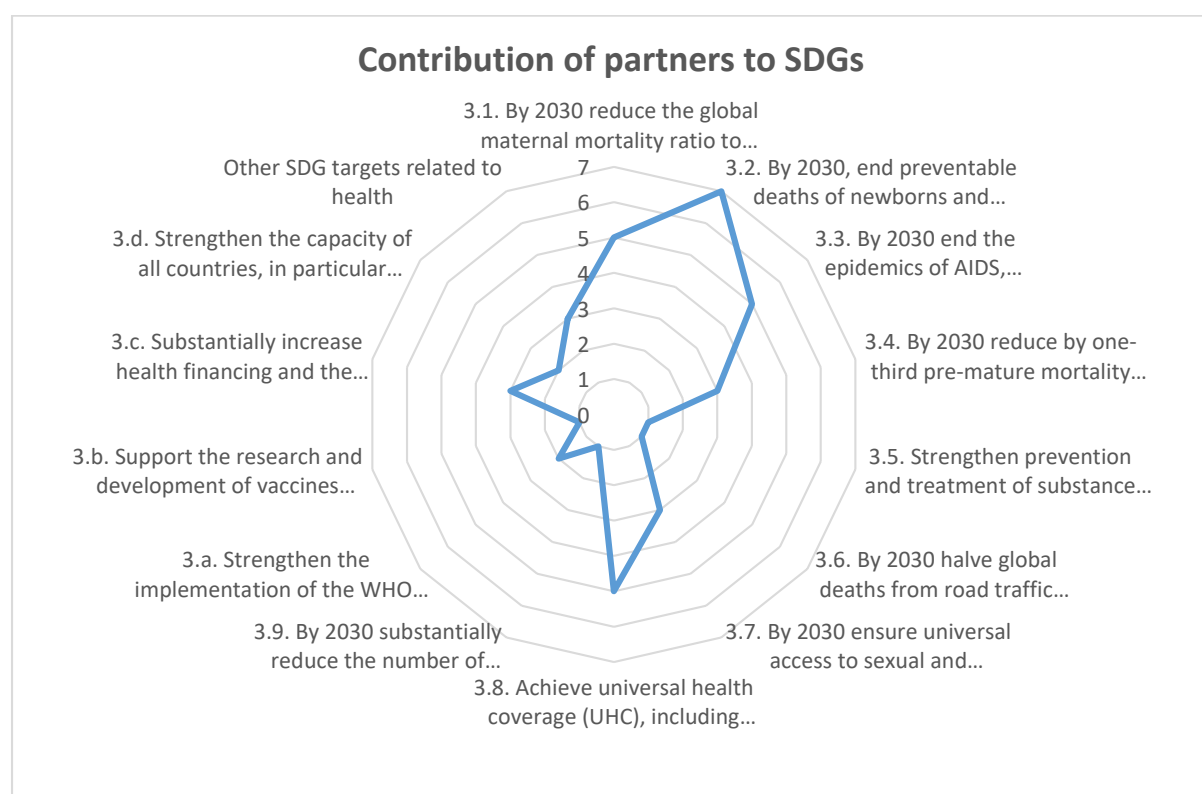 Contribution of partners to SDGs
3.1. By 2030 reduce the global
maternal mortality ratio to…
3.2. By 2030, end preventable
deaths of newborns and…
3.3. By 2030 end the
epidemics of AIDS,…
3.4. By 2030 reduce by one-
third pre-mature mortality…
3.5. Strengthen prevention
and treatment of substance…
3.6. By 2030 halve global
deaths from road traffic…
3.7. By 2030 ensure universal
access to sexual and…
3.8. Achieve universal health
coverage (UHC), including…
3.9. By 2030 substantially
reduce the number of…
3.a. Strengthen the
implementation of the WHO…
3.b. Support the research and
development of vaccines…
3.c. Substantially increase
health financing and the…
3.d. Strengthen the capacity of
all countries, in particular…
Other SDG targets related to
health
7
6
5
4
3
2
1
0